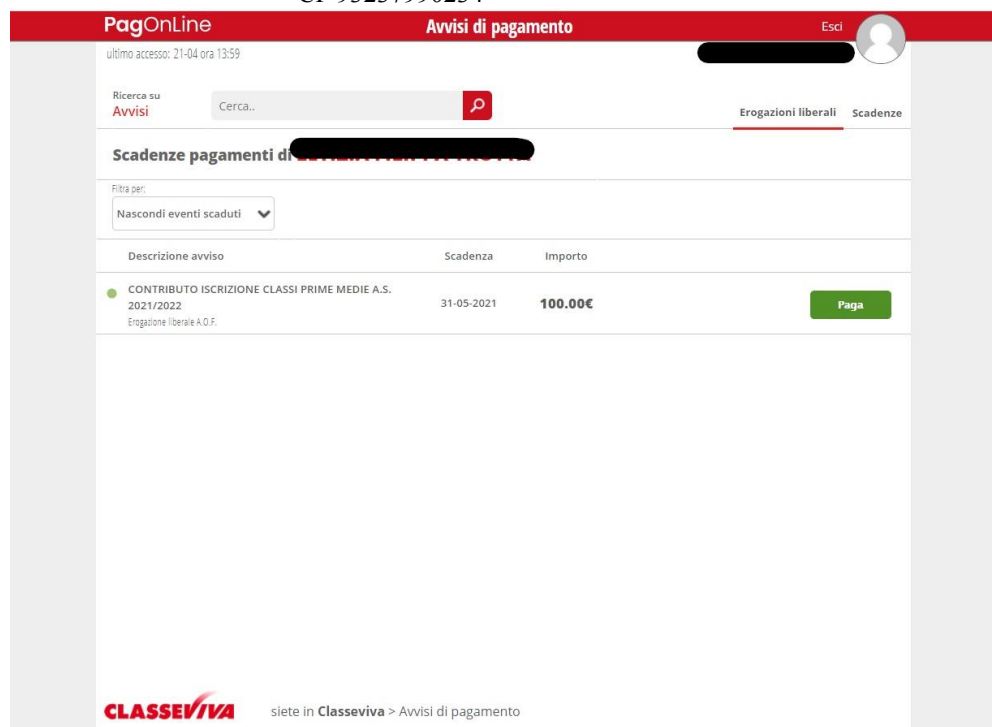 PagOnLine
Avvisi di pagamento
Esci
ultimo accesso: 21-04 ora 13:59
Ricerca su
Avvisi
Cerca..
Erogazioni liberali
Scadenze
Scadenze pagamenti di
Filtra per:
Nascondi eventi scaduti
Descrizione avviso
Scadenza
Importo
CONTRIBUTO ISCRIZIONE CLASSI PRIME MEDIE A.S.
2021/2022
31-05-2021
100.00€
Paga
Erogazione liberale A.O.F.
CLASSEVIVA
siete in Classeviva > Avvisi di pagamento